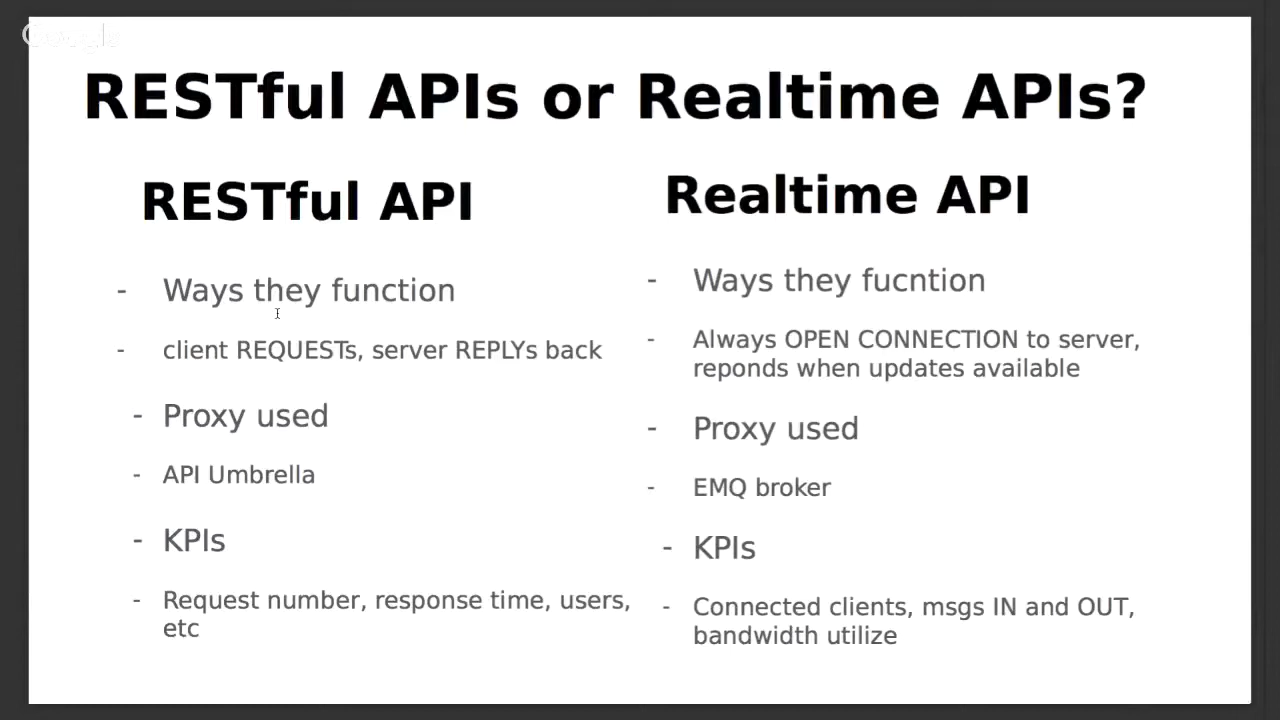 Google
RESTful APIs or Realtime APIs?
RESTful API
- Ways they function
- client REQUESTs, server REPLYs back
- Proxy used
- API Umbrella
- KPIs
- Request number, response time, users,
etc
Realtime API
- Ways they fucntion
- Always OPEN CONNECTION to server,
reponds when updates available
- Proxy used
- EMQ broker
- KPIs
- Connected clients, msgs IN and OUT,
bandwidth utilize